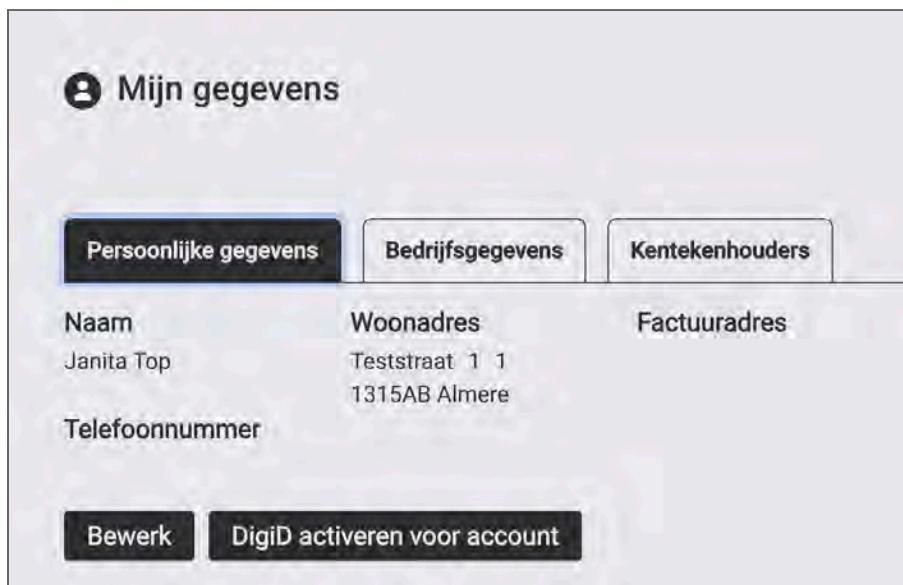 Mijn gegevens
Persoonlijke gegevens
Bedrijfsgegevens
Kentekenhouders
Naam
Woonadres
Factuuradres
Janita Top
Teststraat 1 1
1315AB Almere
Telefoonnummer
Bewerk
DigiD activeren voor account